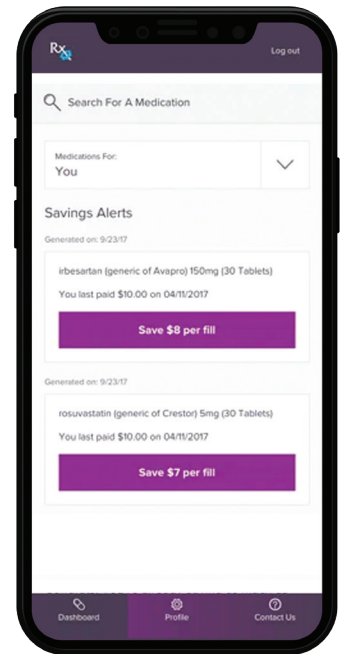 Rx
Log out
Search For A Medication
Medications For:
You
Savings Alerts
Generated on: 9/23/17
irbesartan (generic of Avapro) 150mg (30 Tablets)
You last paid $10.00 on 04/11/2017
Save $8 per fill
Generated on: 9/23/17
rosuvastatin (generic of Crestor) 5mg (30 Tablets)
You last paid $10.00 on 04/11/2017
Save $7 per fill
Dashboard
Profile
Contact Us